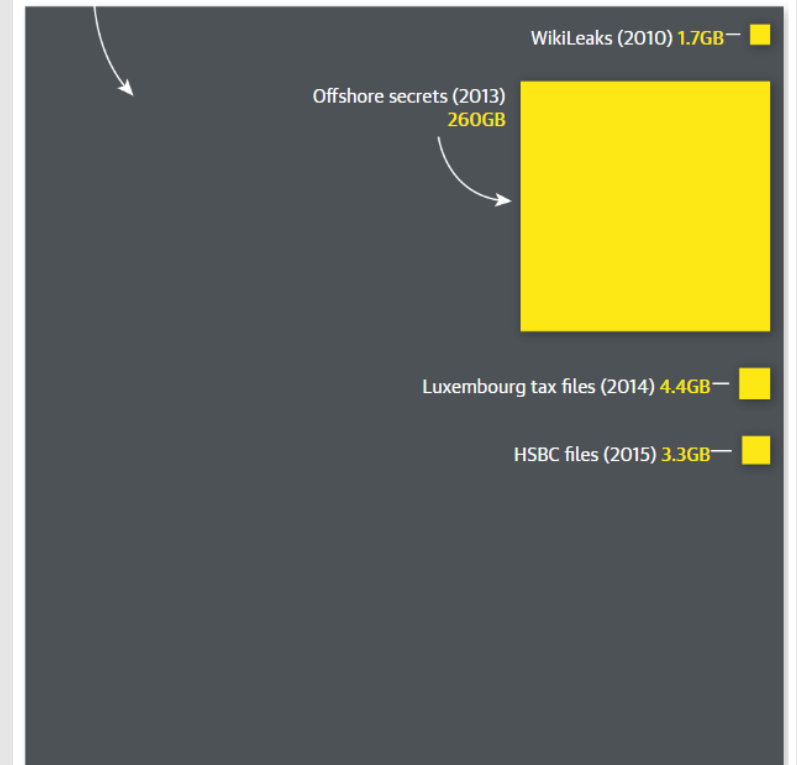 WikiLeaks (2010) 1.7GB
Offshore secrets (2013)
260GB
Luxembourg tax files (2014) 4.4GB
HSBC files (2015) 3.3GB